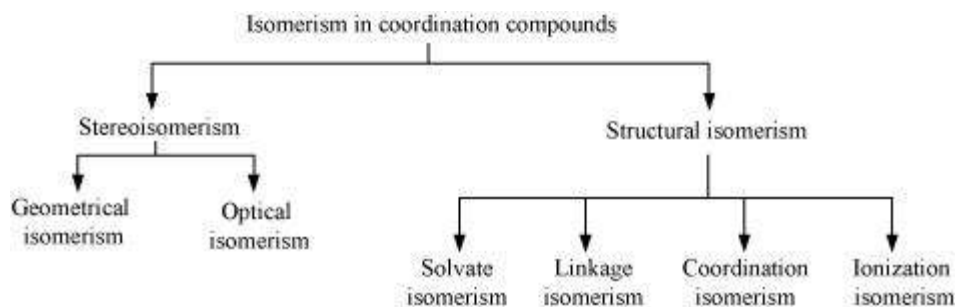 Isomerism in coordination compounds
Stereoisomerism
Structural isomerism
Geometrical
isomerism
Optical
isomerism
Solvate
isomerism
Linkage
isomerism
Coordination
isomerism
Ionization
isomerism